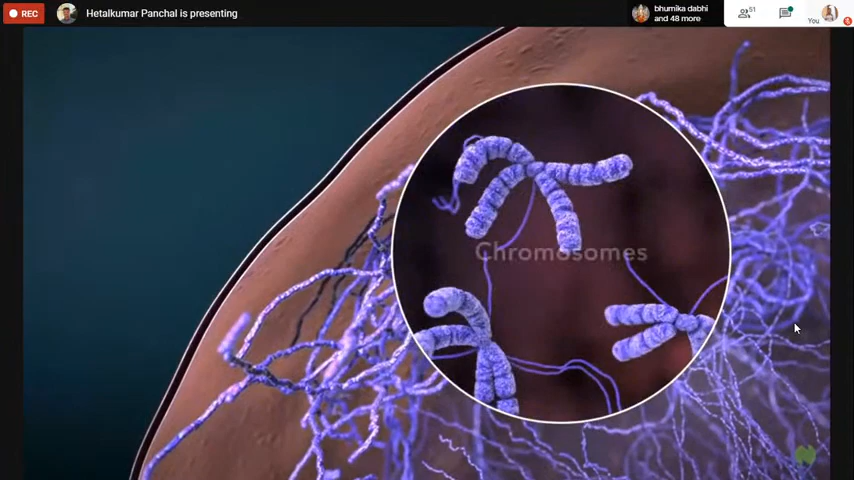 REC
Hetalkumar Panchal is presenting
bhumika dabhi
and 48 more
51
You
Chromosomes